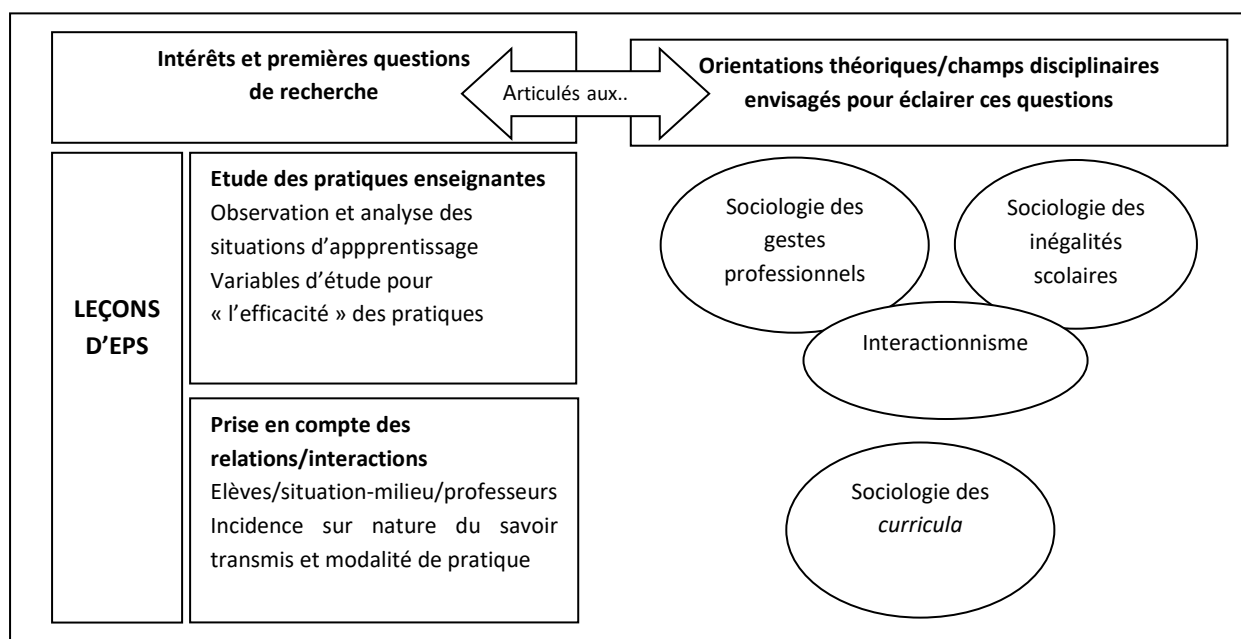 Intérêts et premières questions
de recherche
Articulés aux..
Orientations théoriques/champs disciplinaires
envisagés pour éclairer ces questions
LEÇONS
D’EPS
Etude des pratiques enseignantes
Observation et analyse des
situations d’appprentissage
Variables d’étude pour
« l’efficacité » des pratiques
Prise en compte des
relations/interactions
Elèves/situation-milieu/professeurs
Incidence sur nature du savoir
transmis et modalité de pratique
Sociologie des
gestes
professionnels
Sociologie des
inégalités
scolaires
Interactionnisme
Sociologie des
curricula